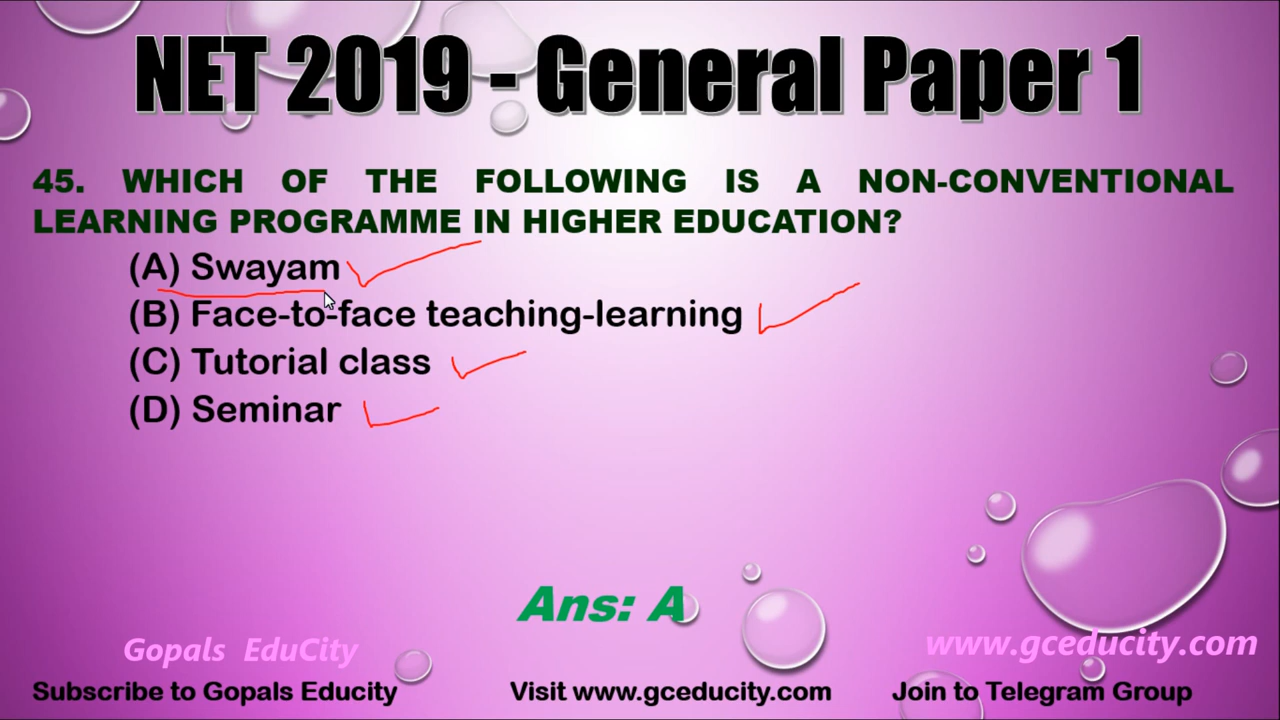 NET 2019 - General Paper 1
45. WHICH OF THE FOLLOWING IS A NON-CONVENTIONAL
LEARNING PROGRAMME IN HIGHER EDUCATION?
(A) Swayam
(B) Face-to-face teaching-learning
(C) Tutorial class
(D) Seminar
Ans: A
Gopals EduCity
www.gceducity.com
Subscribe to Gopals Educity
Visit www.gceducity.com
Join to Telegram Group